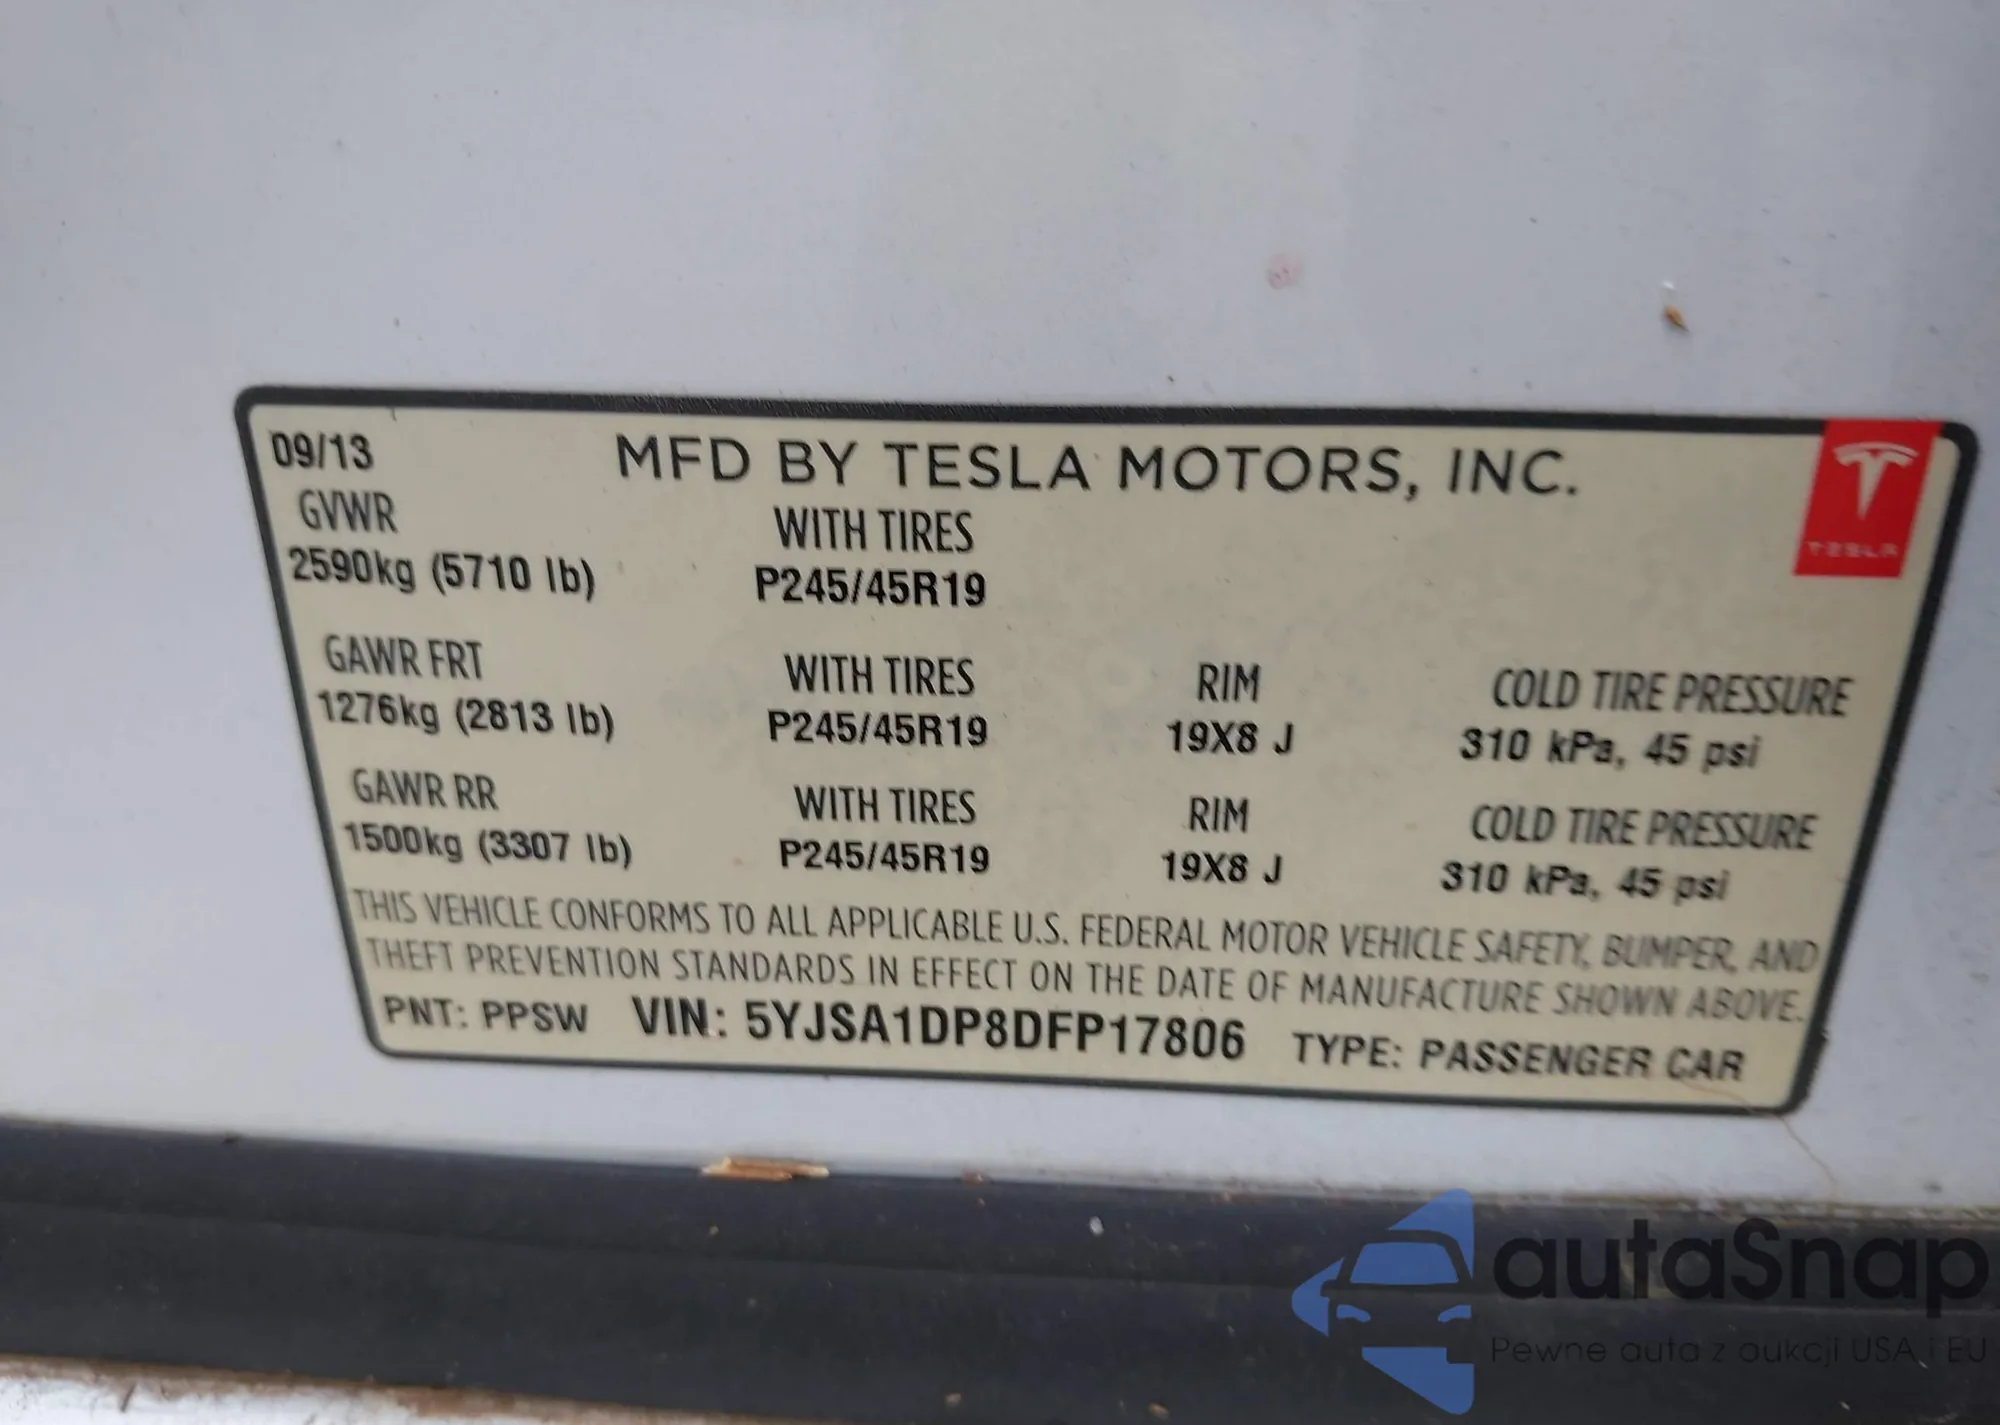 09/13 MFD BY TESLA MOTORS, INC.
TESLA
GVWR WITH TIRES
2590kg (5710 lb) P245/45R19
GAWR FRT WITH TIRES RIM COLD TIRE PRESSURE
1276kg (2813 lb) P245/45R19 19X8 J 310 kPa, 45 psi
GAWR RR WITH TIRES RIM COLD TIRE PRESSURE
1500kg (3307 lb) P245/45R19 19X8 J 310 kPa, 45 psi
THIS VEHICLE CONFORMS TO ALL APPLICABLE U.S. FEDERAL MOTOR VEHICLE SAFETY, BUMPER, AND
THEFT PREVENTION STANDARDS IN EFFECT ON THE DATE OF MANUFACTURE SHOWN ABOVE.
PNT: PPSW VIN: 5YJSA1DP8DFP17806 TYPE: PASSENGER CAR
autaSnap
Pewne auta z aukcji USA i EU